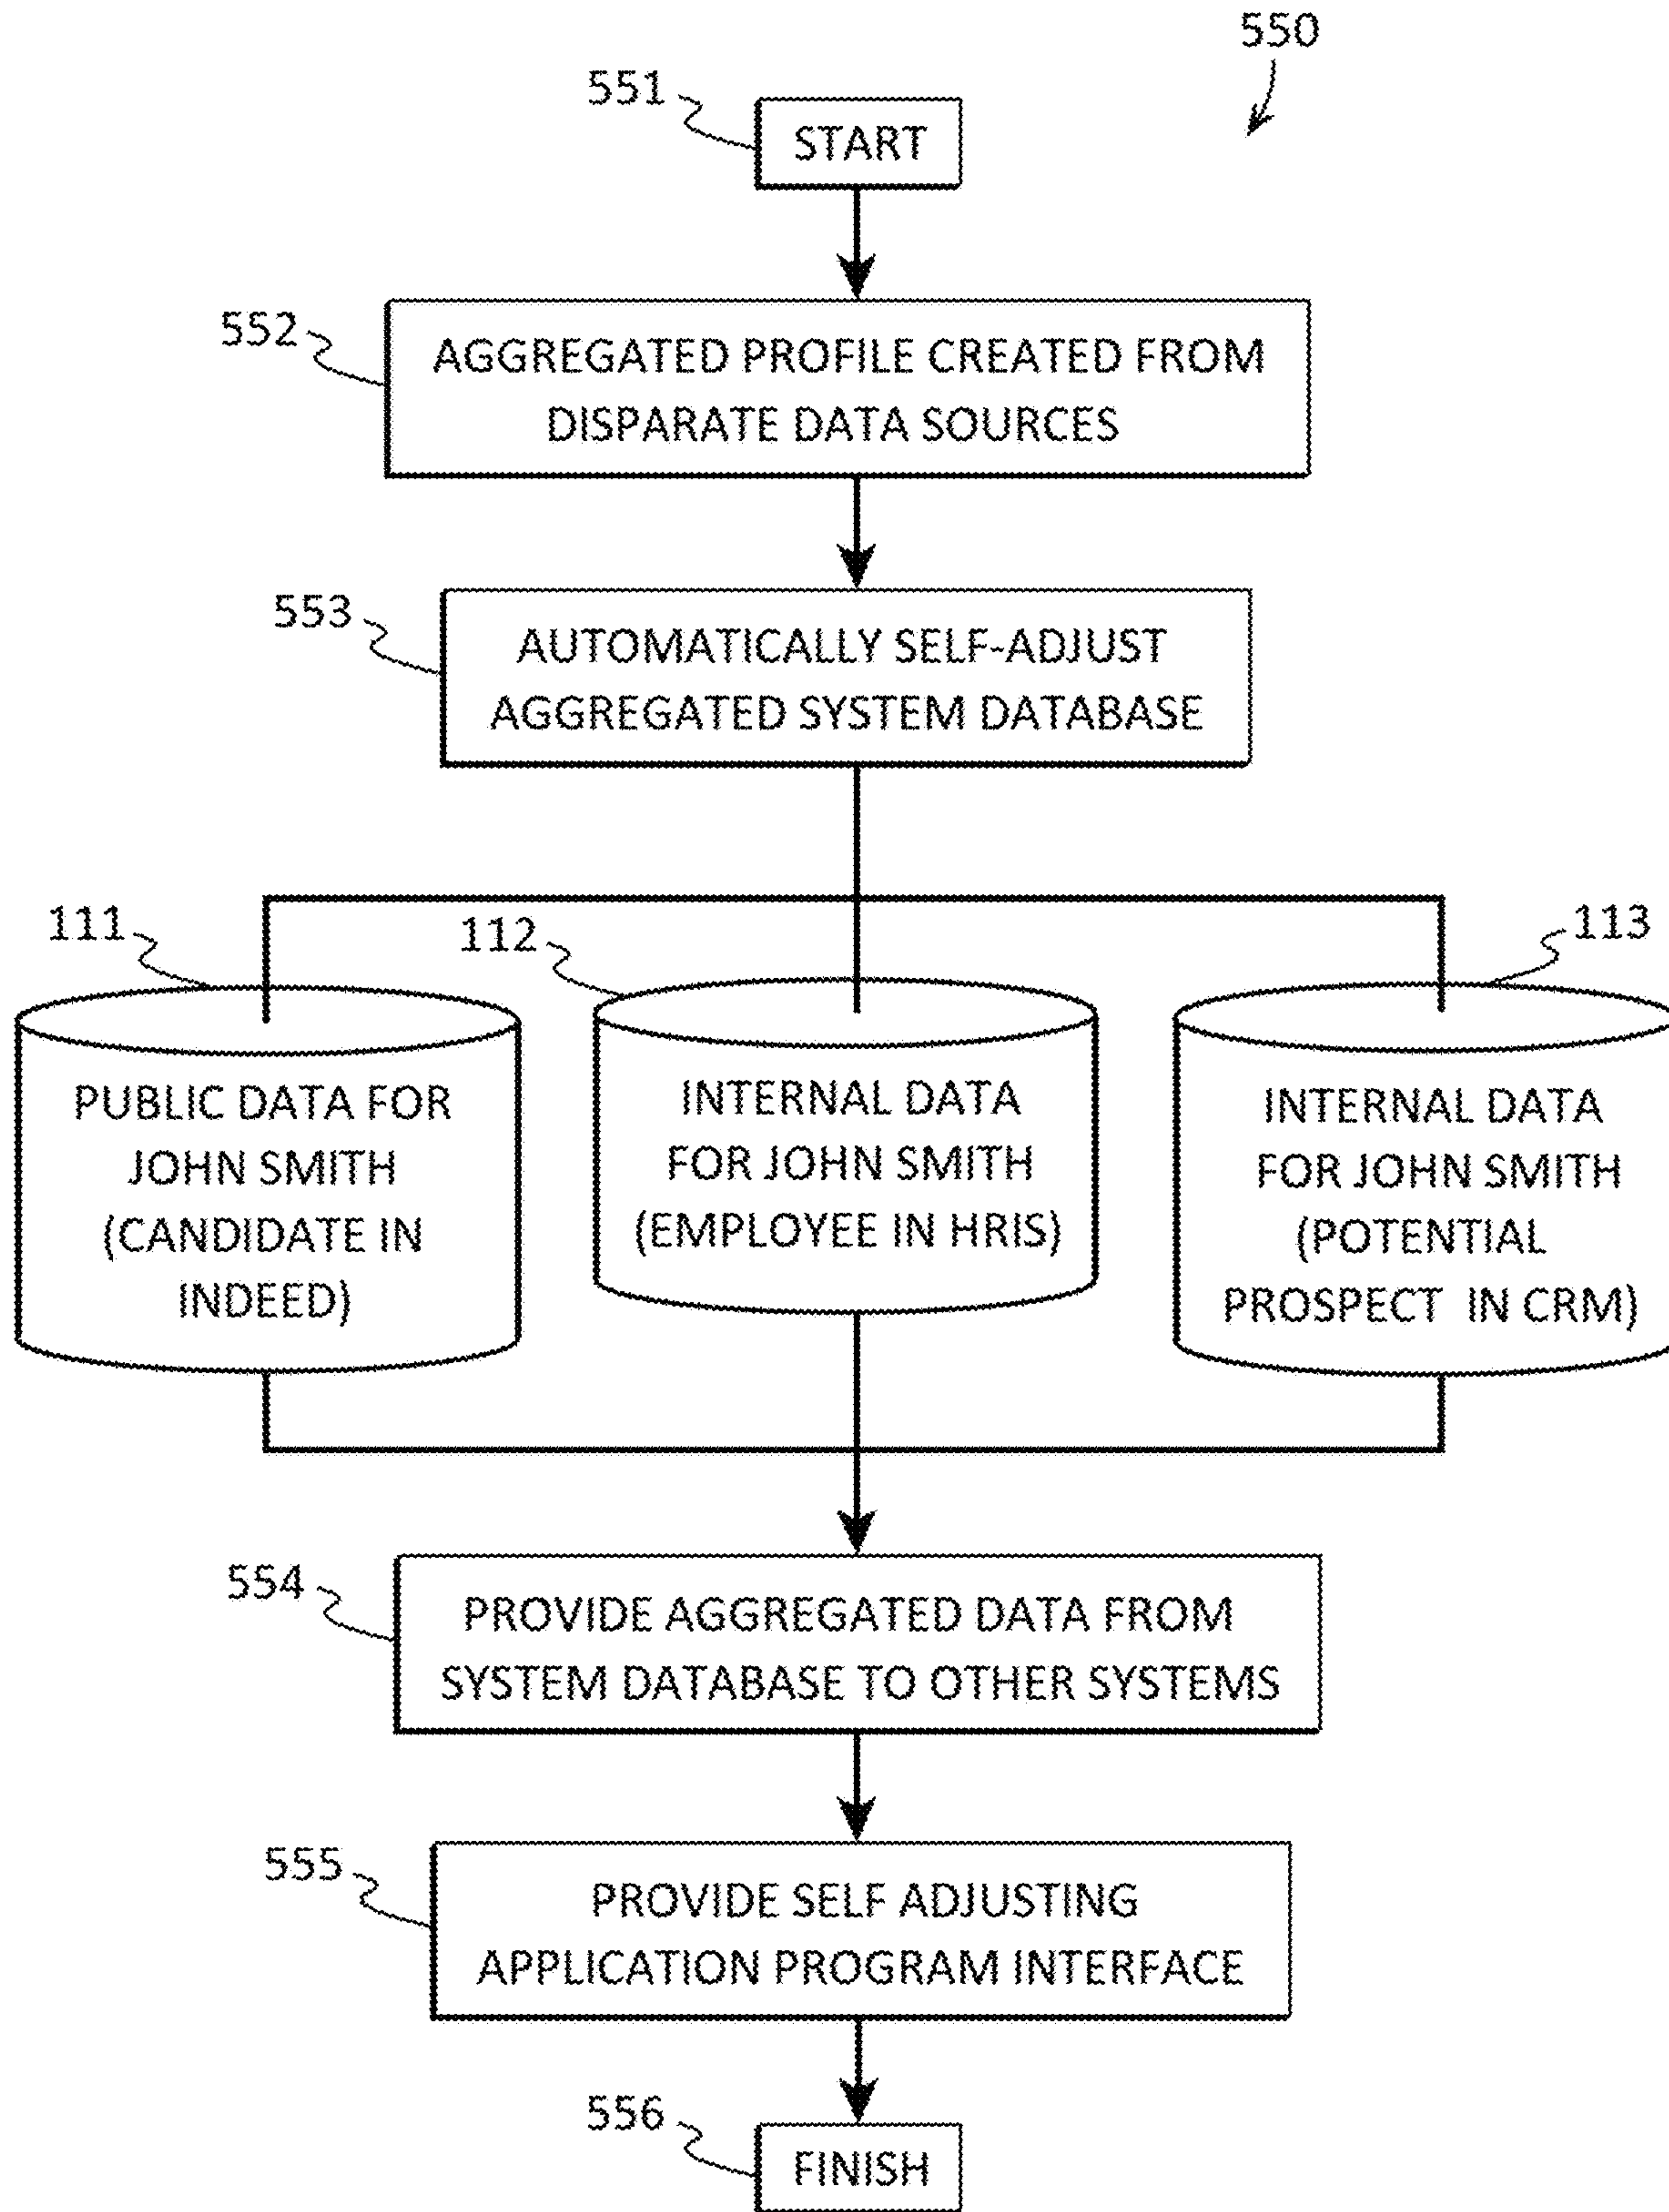 550
551
START
552
AGGREGATED PROFILE CREATED FROM
DISPARATE DATA SOURCES
553
AUTOMATICALLY SELF-ADJUST
AGGREGATED SYSTEM DATABASE
111
PUBLIC DATA FOR
JOHN SMITH
(CANDIDATE IN
INDEED)
112
INTERNAL DATA
FOR JOHN SMITH
(EMPLOYEE IN HRIS)
113
INTERNAL DATA
FOR JOHN SMITH
(POTENTIAL
PROSPECT IN CRM)
554
PROVIDE AGGREGATED DATA FROM
SYSTEM DATABASE TO OTHER SYSTEMS
555
PROVIDE SELF ADJUSTING
APPLICATION PROGRAM INTERFACE
556
FINISH